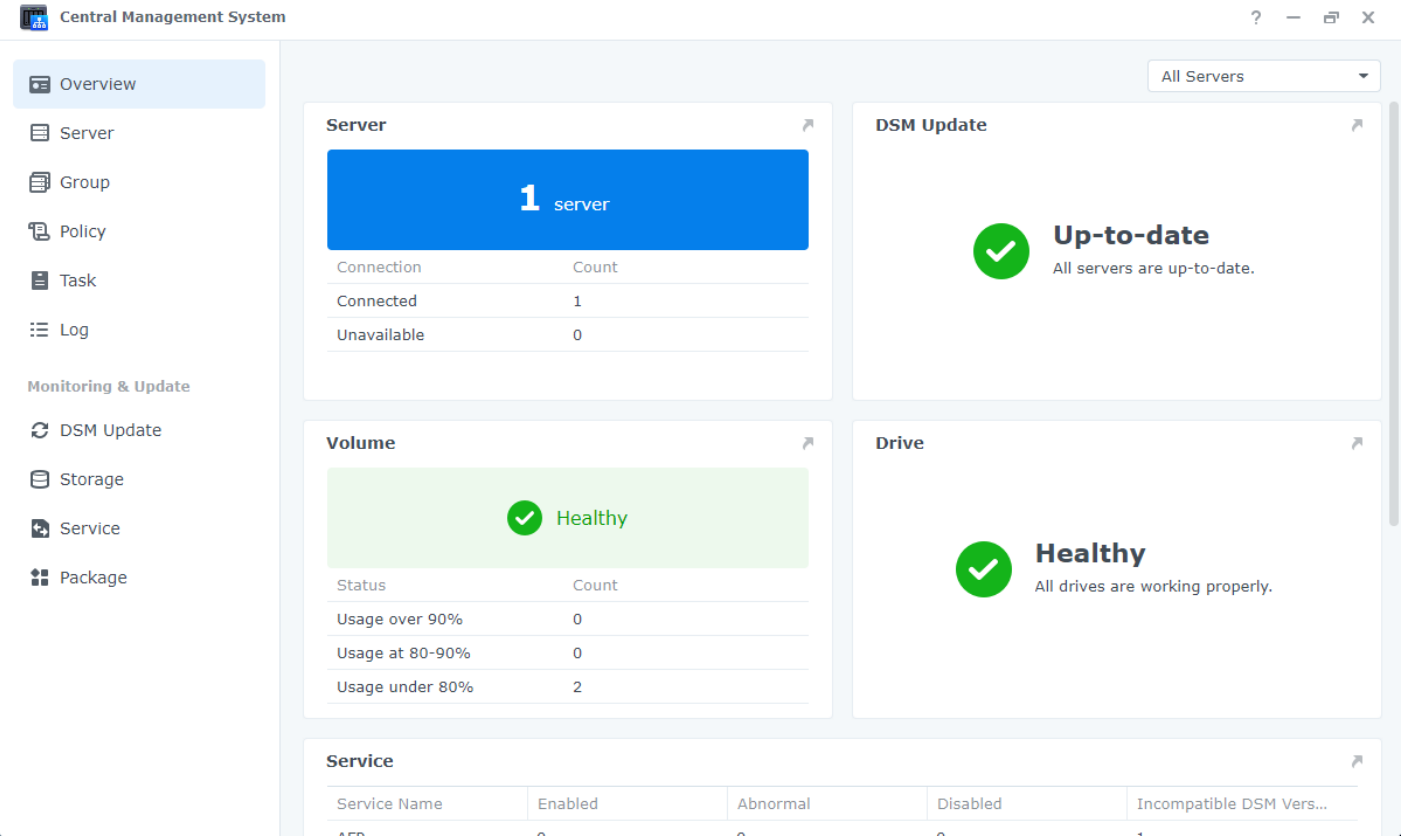 Central Management System
?
Overview
Server
Group
Policy
Task
Log
Monitoring & Update
DSM Update
Storage
Service
Package
All Servers
Server
1 server
Connection Count
Connected 1
Unavailable 0
DSM Update
Up-to-date
All servers are up-to-date.
Volume
Healthy
Status Count
Usage over 90% 0
Usage at 80-90% 0
Usage under 80% 2
Drive
Healthy
All drives are working properly.
Service
Service Name Enabled Abnormal Disabled Incompatible DSM Vers...